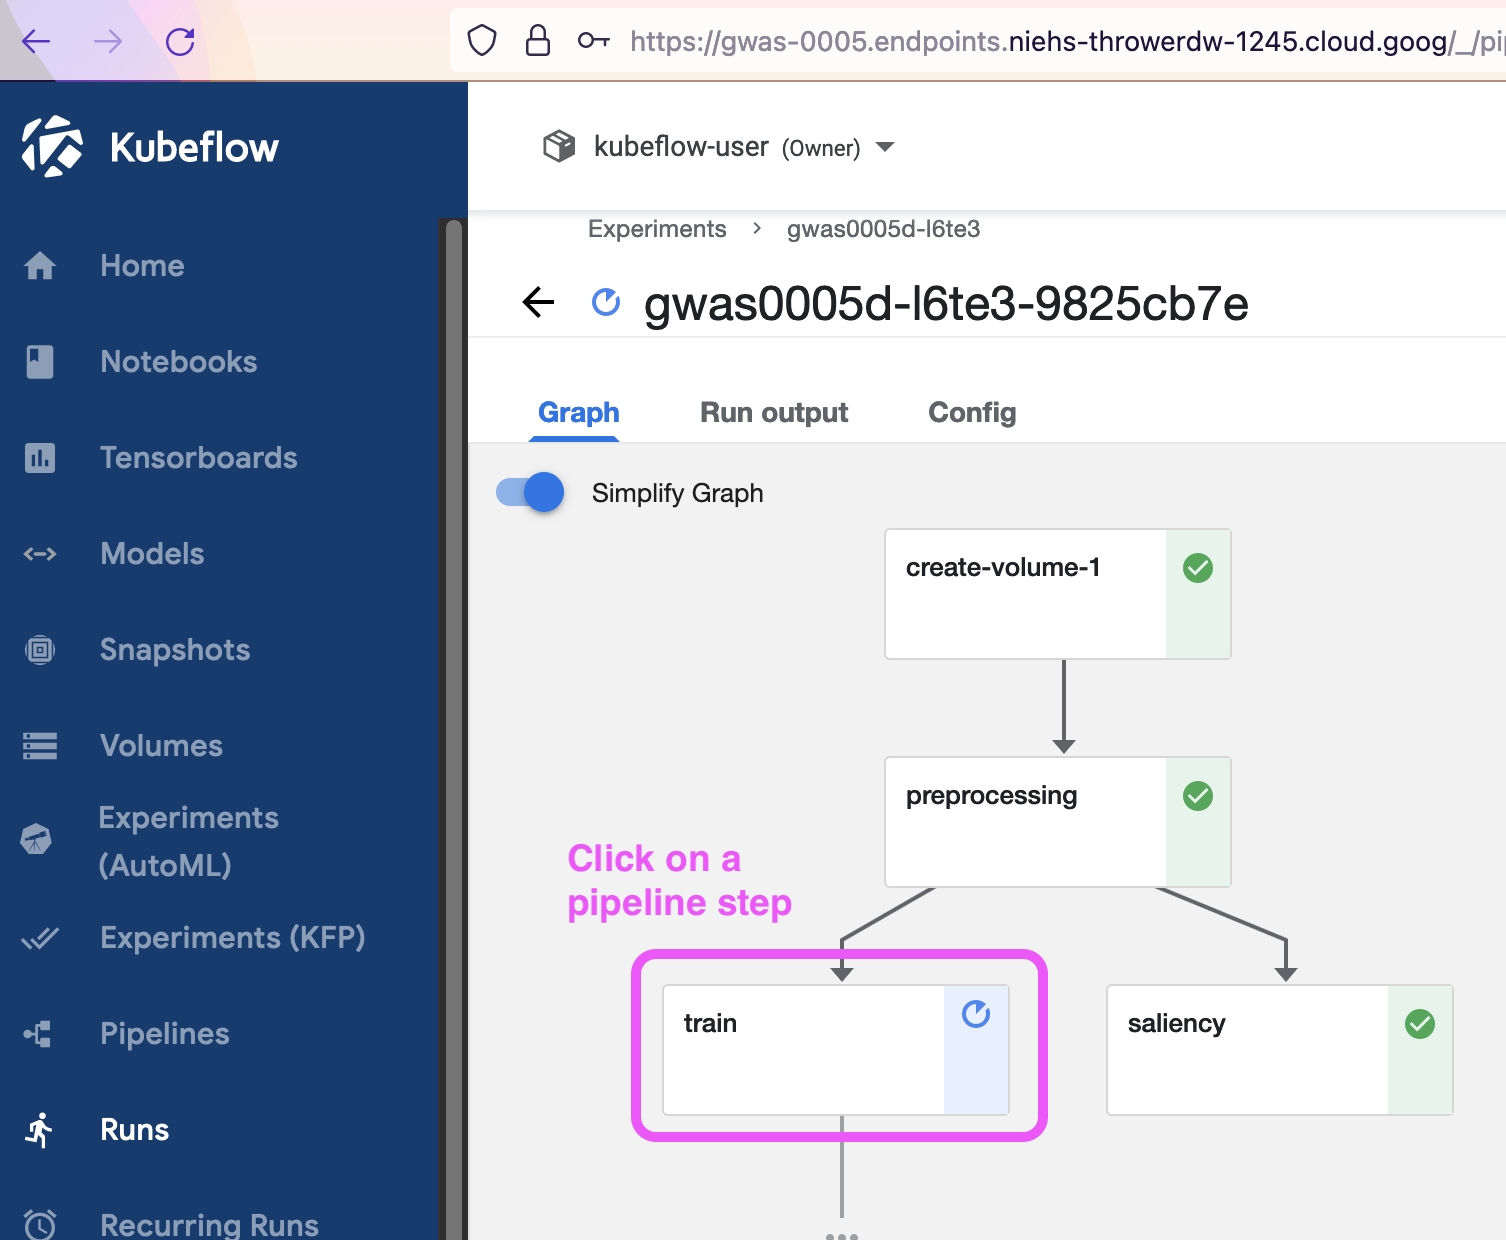 https://gwas-0005.endpoints.niehs-throwerdw-1245.cloud.goog/_/pi
Kubeflow
kubeflow-user (Owner)
Experiments > gwas0005d-l6te3
gwas0005d-l6te3-9825cb7e
Graph Run output Config
Simplify Graph
Home
Notebooks
Tensorboards
Models
Snapshots
Volumes
Experiments
(AutoML)
Experiments (KFP)
Pipelines
Runs
Recurring Runs
create-volume-1
preprocessing
Click on a
pipeline step
train
saliency